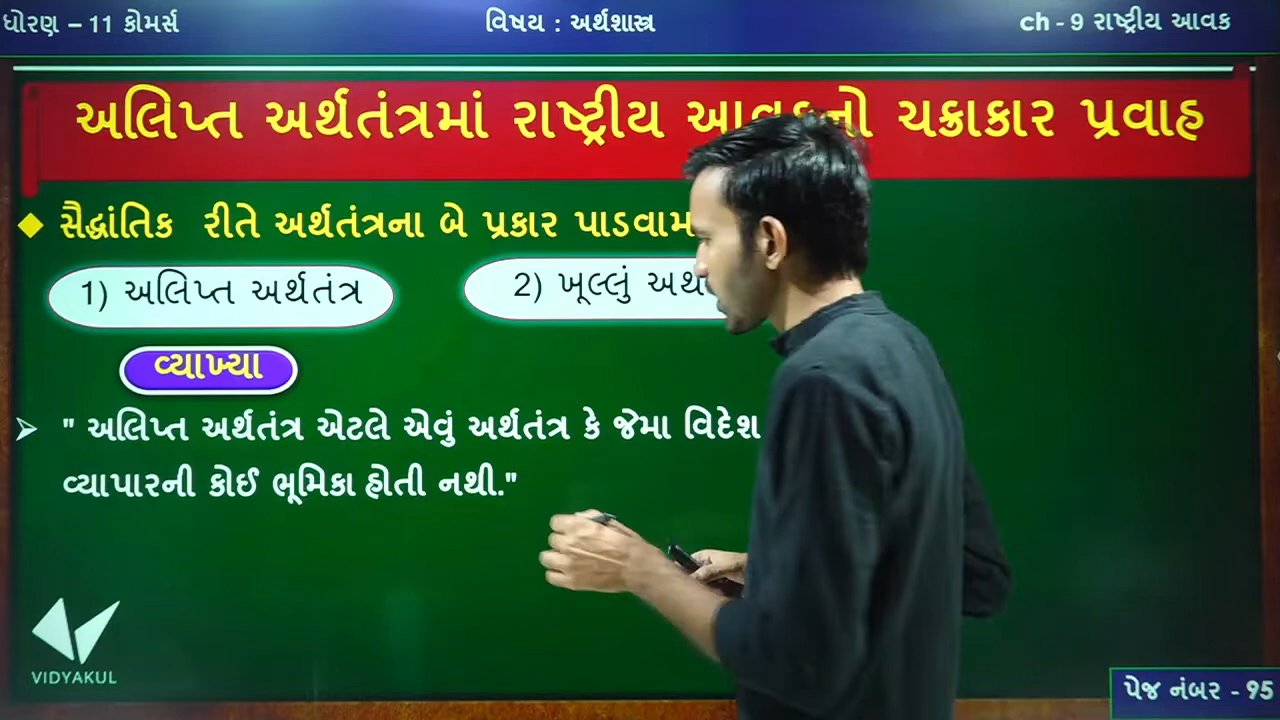 ધોરણ – 11 કોમર્સ
વિષય : અર્થશાસ્ત્ર
ch - 9 રાષ્ટ્રીય આવક
અલિપ્ત અર્થતંત્રમાં રાષ્ટ્રીય ચક્રાકાર પ્રવાહ
સૈદ્ધાંતિક રીતે અર્થતંત્રના બે પ્રકાર
1) અલિપ્ત અર્થતંત્ર
2) ખૂલ્લું
વ્યાખ્યા
" અલિપ્ત અર્થતંત્ર એટલે એવું અર્થતંત્ર કે જેમા વિદેશ
વ્યાપારની કોઈ ભૂમિકા હોતી નથી."
VIDYAKUL
પેજ નંબર - 95